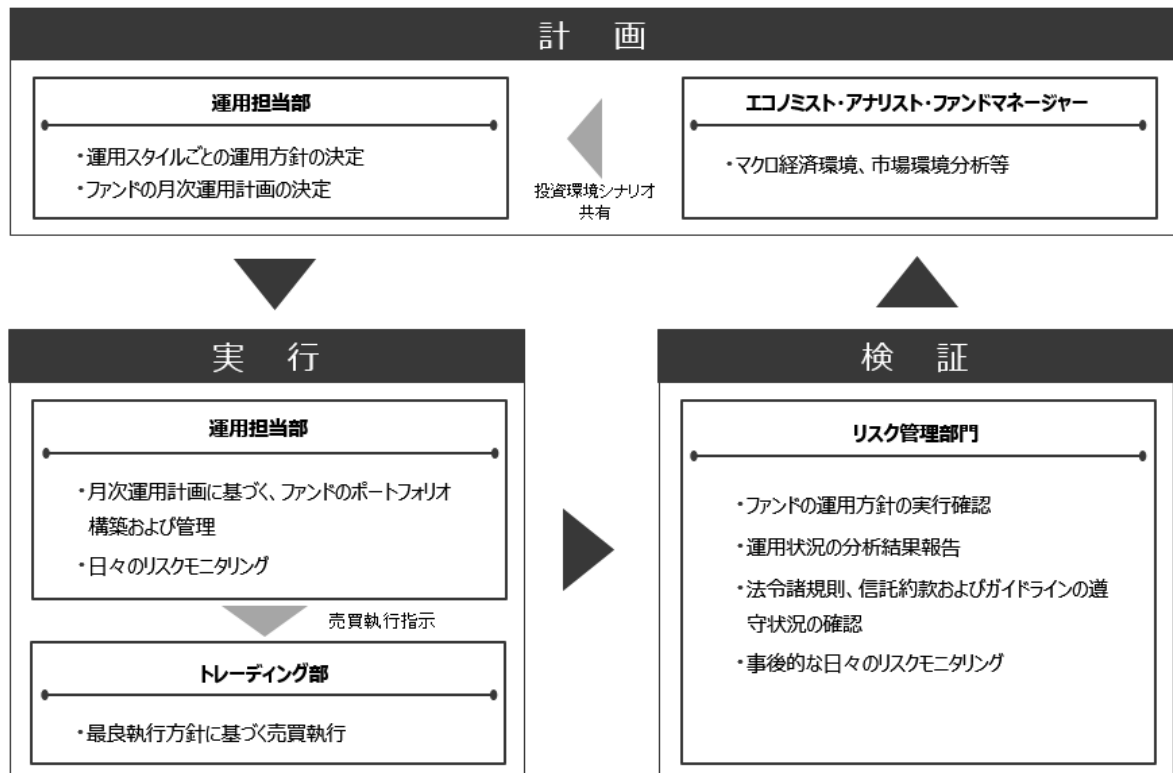 計 画
運用担当部
・運用スタイルごとの運用方針の決定
・ファンドの月次運用計画の決定
投資環境シナリオ
共有
エコノミスト・アナリスト・ファンドマネージャー
・マクロ経済環境、市場環境分析等
実 行
運用担当部
・月次運用計画に基づく、ファンドのポートフォリオ
構築および管理
・日々のリスクモニタリング
売買執行指示
トレーディング部
・最良執行方針に基づく売買執行
検 証
リスク管理部門
・ファンドの運用方針の実行確認
・運用状況の分析結果報告
・法令諸規則、信託約款およびガイドラインの遵
守状況の確認
・事後的な日々のリスクモニタリング